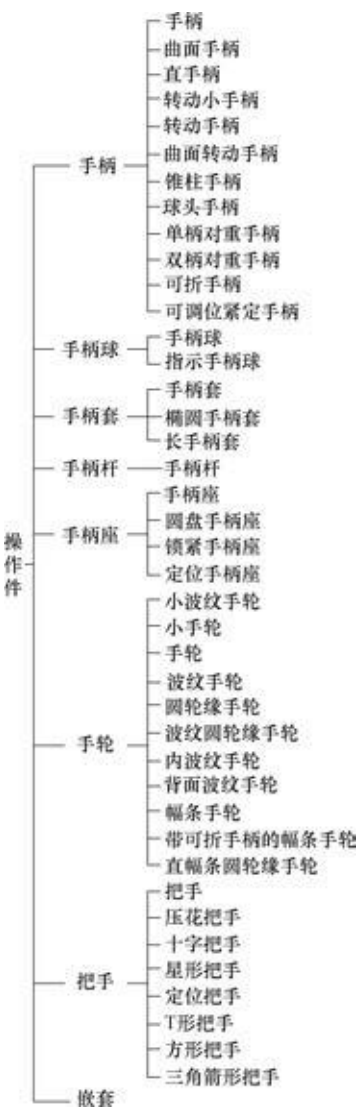 操作件
手柄
手柄
曲面手柄
直手柄
转动小手柄
转动手柄
曲面转动手柄
锥柱手柄
球头手柄
单柄对重手柄
双柄对重手柄
可折手柄
可调位紧定手柄
手柄球
手柄球
指示手柄球
手柄套
手柄套
椭圆手柄套
长手柄套
手柄杆
手柄杆
手柄座
手柄座
圆盘手柄座
锁紧手柄座
定位手柄座
手轮
小波纹手轮
小手轮
手轮
波纹手轮
圆轮缘手轮
波纹圆轮缘手轮
内波纹手轮
背面波纹手轮
幅条手轮
带可折手柄的幅条手轮
直幅条圆轮缘手轮
把手
把手
压花把手
十字把手
星形把手
定位把手
T形把手
方形把手
三角箭形把手
嵌套